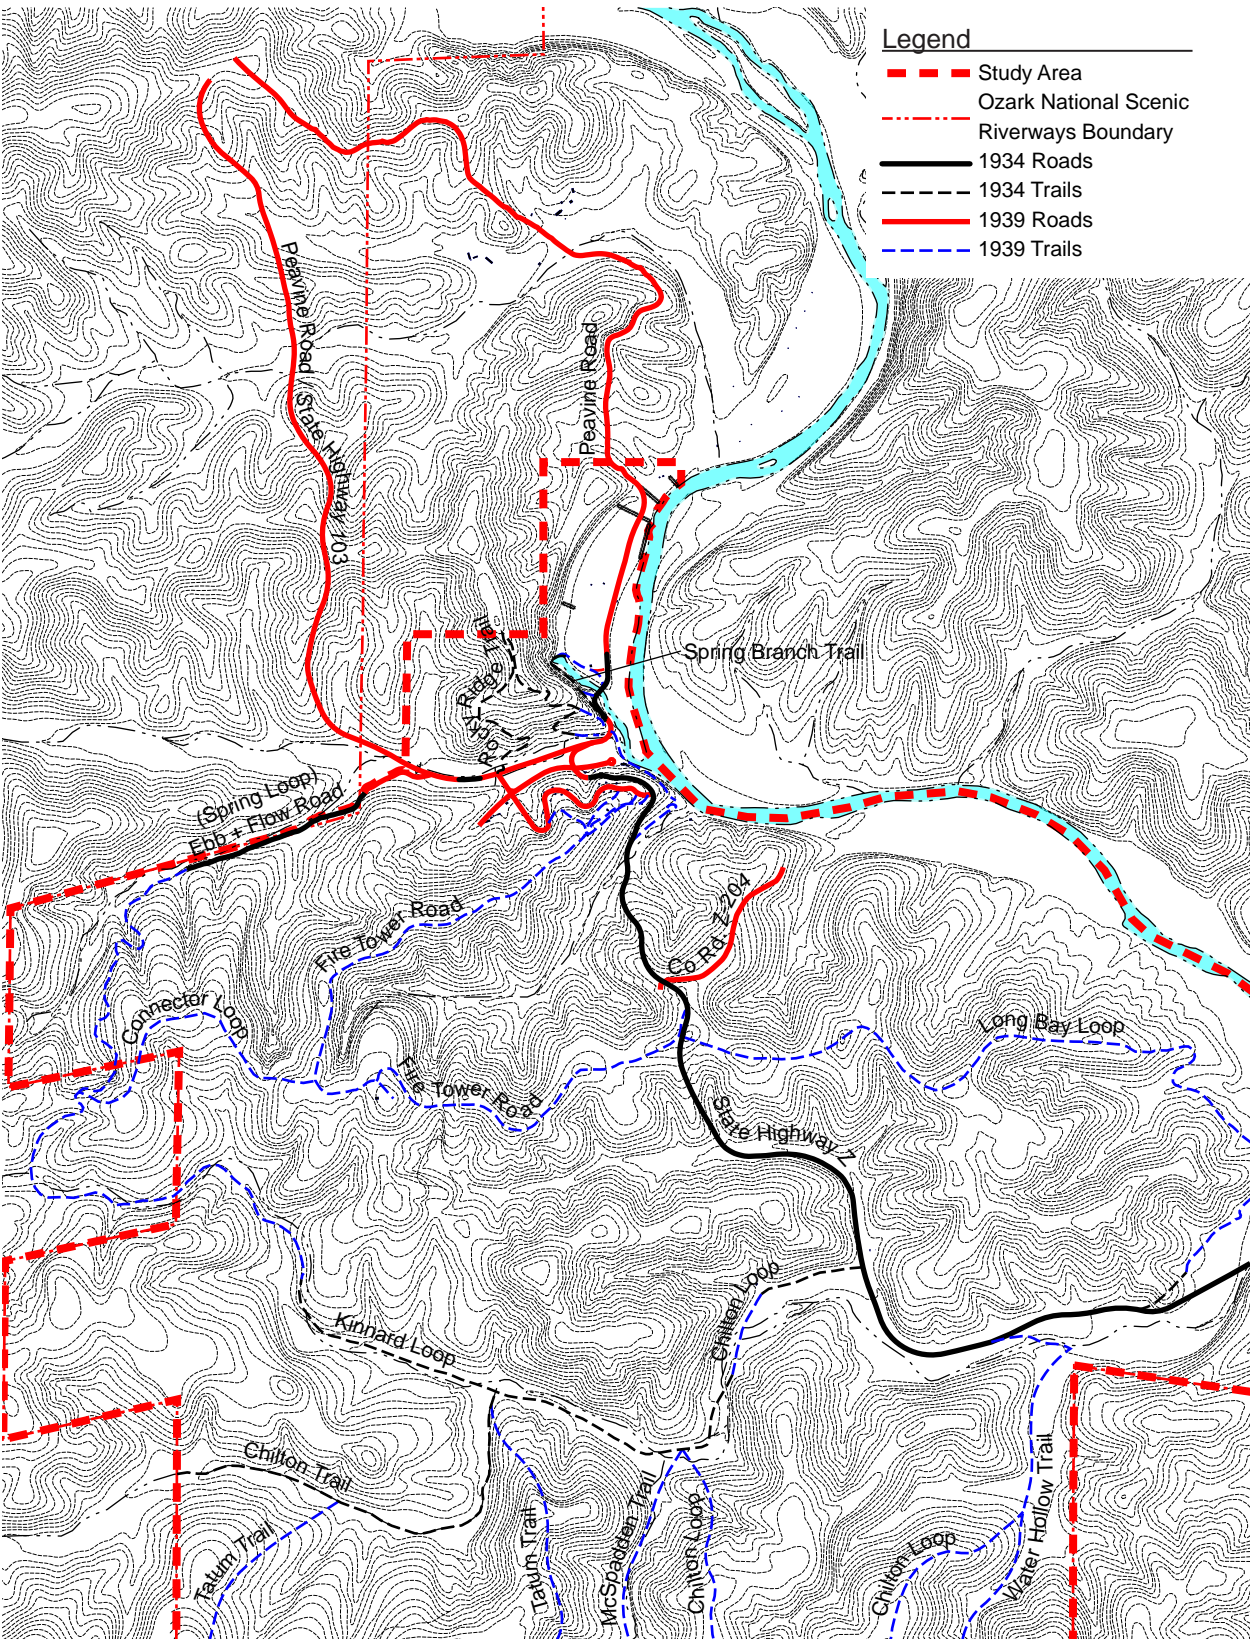 Legend
Study Area
Ozark National Scenic
Riverways Boundary
1934 Roads
1934 Trails
1939 Roads
1939 Trails
Peavine Road / State Highway 103
Peavine Road
Spring Branch Trail
Rocky Ridge Trail
(Spring Loop)
Ebb + Flow Road
Fire Tower Road
Co Rd. Z-204
Connector Loop
Long Bay Loop
Fire Tower Road
State Highway Z
Chilton Loop
Kinnard Loop
Chilton Trail
Tatum Trail
Tatum Trail
McSpadden Trail
Chilton Loop
Chilton Loop
Water Hollow Trail